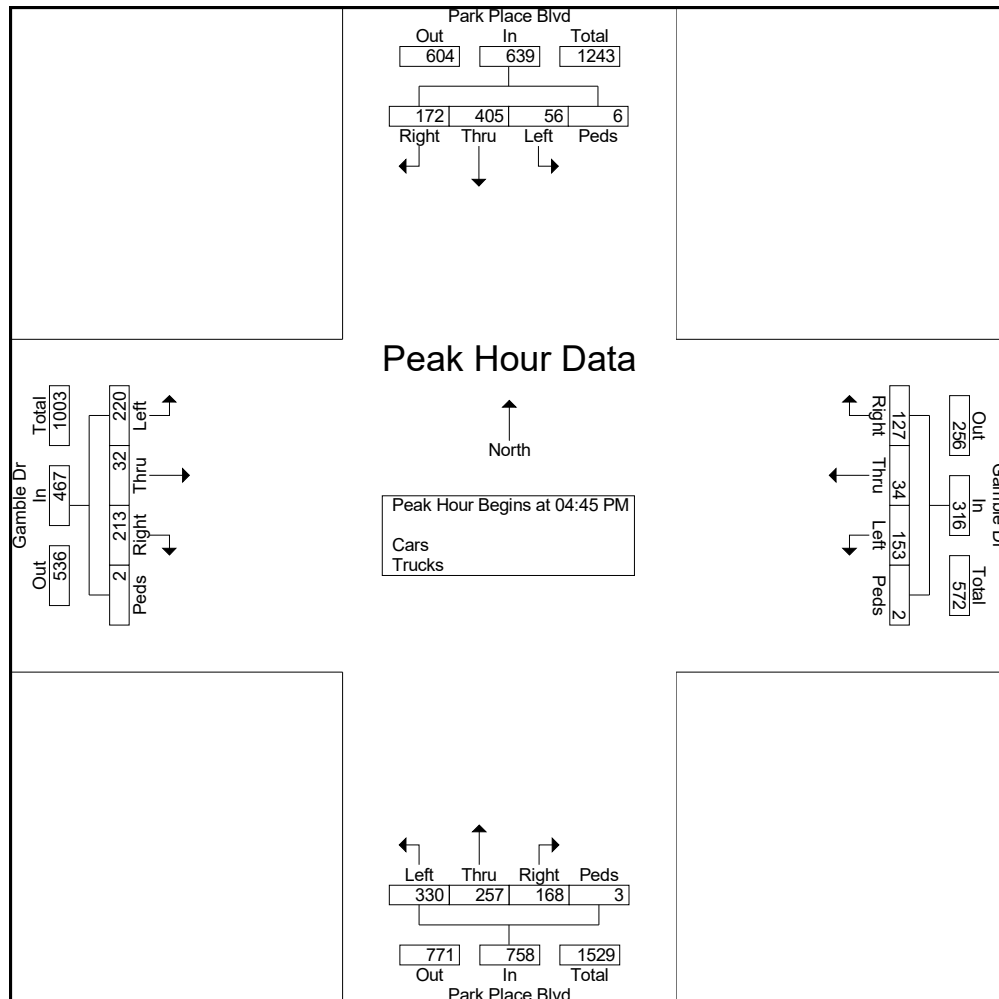 Park Place Blvd
Out In Total
604 639 1243
172 405 56 6
Right Thru Left Peds
Peak Hour Data
North
Peak Hour Begins at 04:45 PM
Cars
Trucks
Gamble Dr
Total In Out
1003 467 536
220 32 213 2
Left Thru Right Peds
Gamble Dr
Out In Total
256 316 572
127 34 153 2
Right Thru Left Peds
Left Thru Right Peds
330 257 168 3
771 758 1529
Out In Total
Park Place Blvd